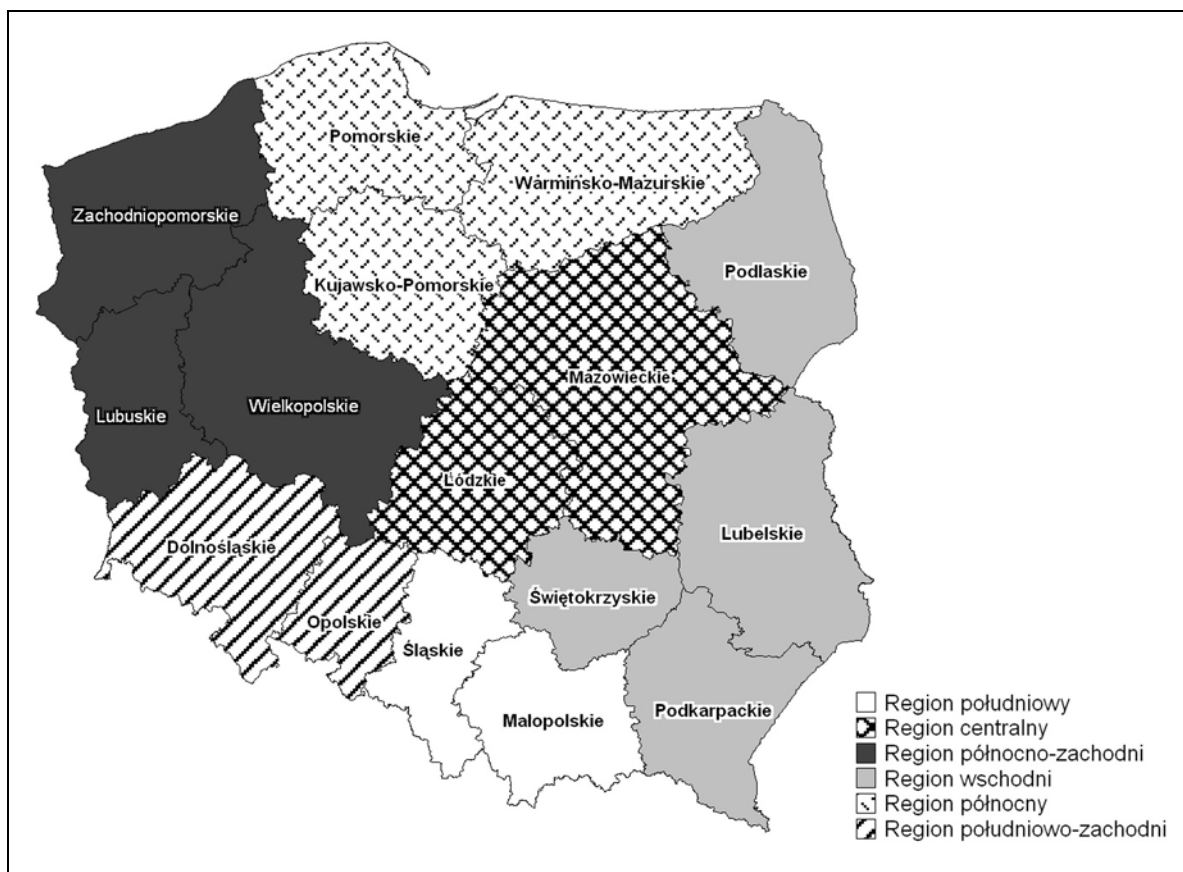 Pomorskie
Warmińsko-Mazurskie
Zachodniopomorskie
Podlaskie
Kujawsko-Pomorskie
Mazowieckie
Lubuskie
Wielkopolskie
Łódzkie
Lubelskie
Dolnośląskie
Świętokrzyskie
Opolskie
Śląskie
Malopolskie
Podkarpackie
Region południowy
Region centralny
Region północno-zachodni
Region wschodni
Region północny
Region południowo-zachodni